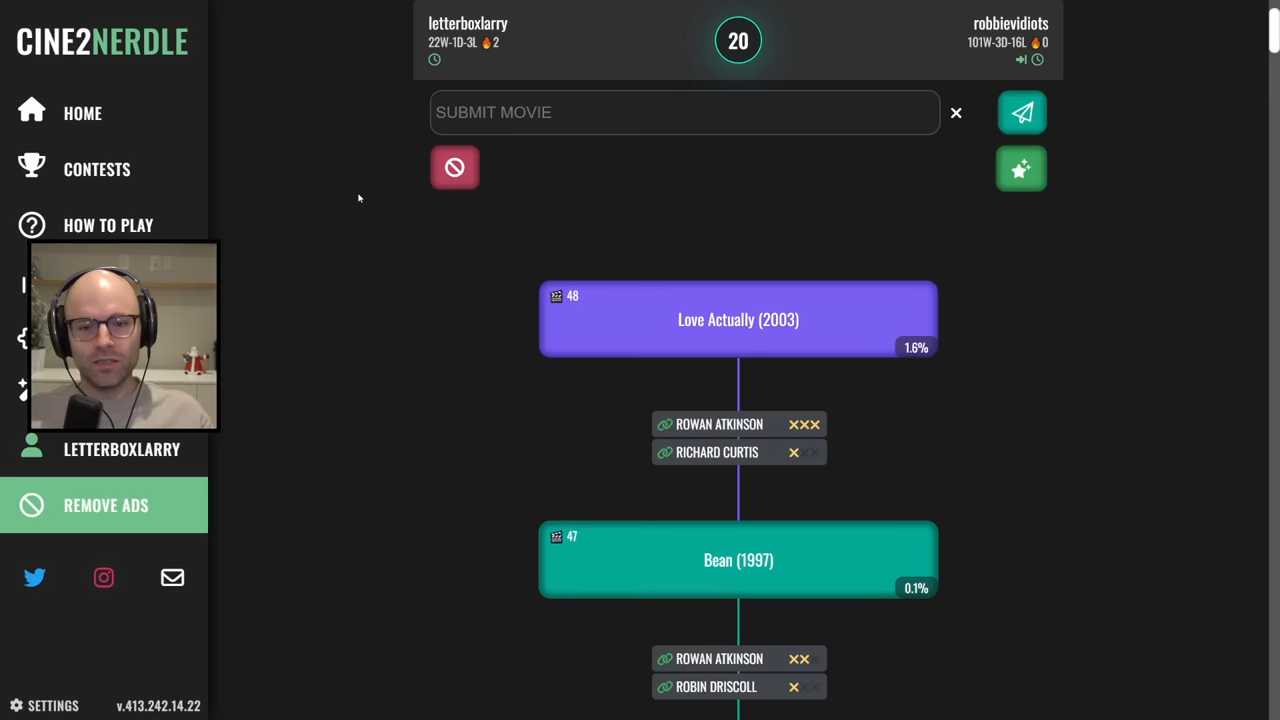 CINE2NERDLE
HOME
CONTESTS
HOW TO PLAY
LETTERBOXLARRY
REMOVE ADS
SETTINGS
v.413.242.14.22
letterboxlarry
22W-1D-3L 🔥2
20
robbievidiots
101W-3D-16L 🔥0
SUBMIT MOVIE
48
Love Actually (2003)
1.6%
ROWAN ATKINSON
RICHARD CURTIS
47
Bean (1997)
0.1%
ROWAN ATKINSON
ROBIN DRISCOLL